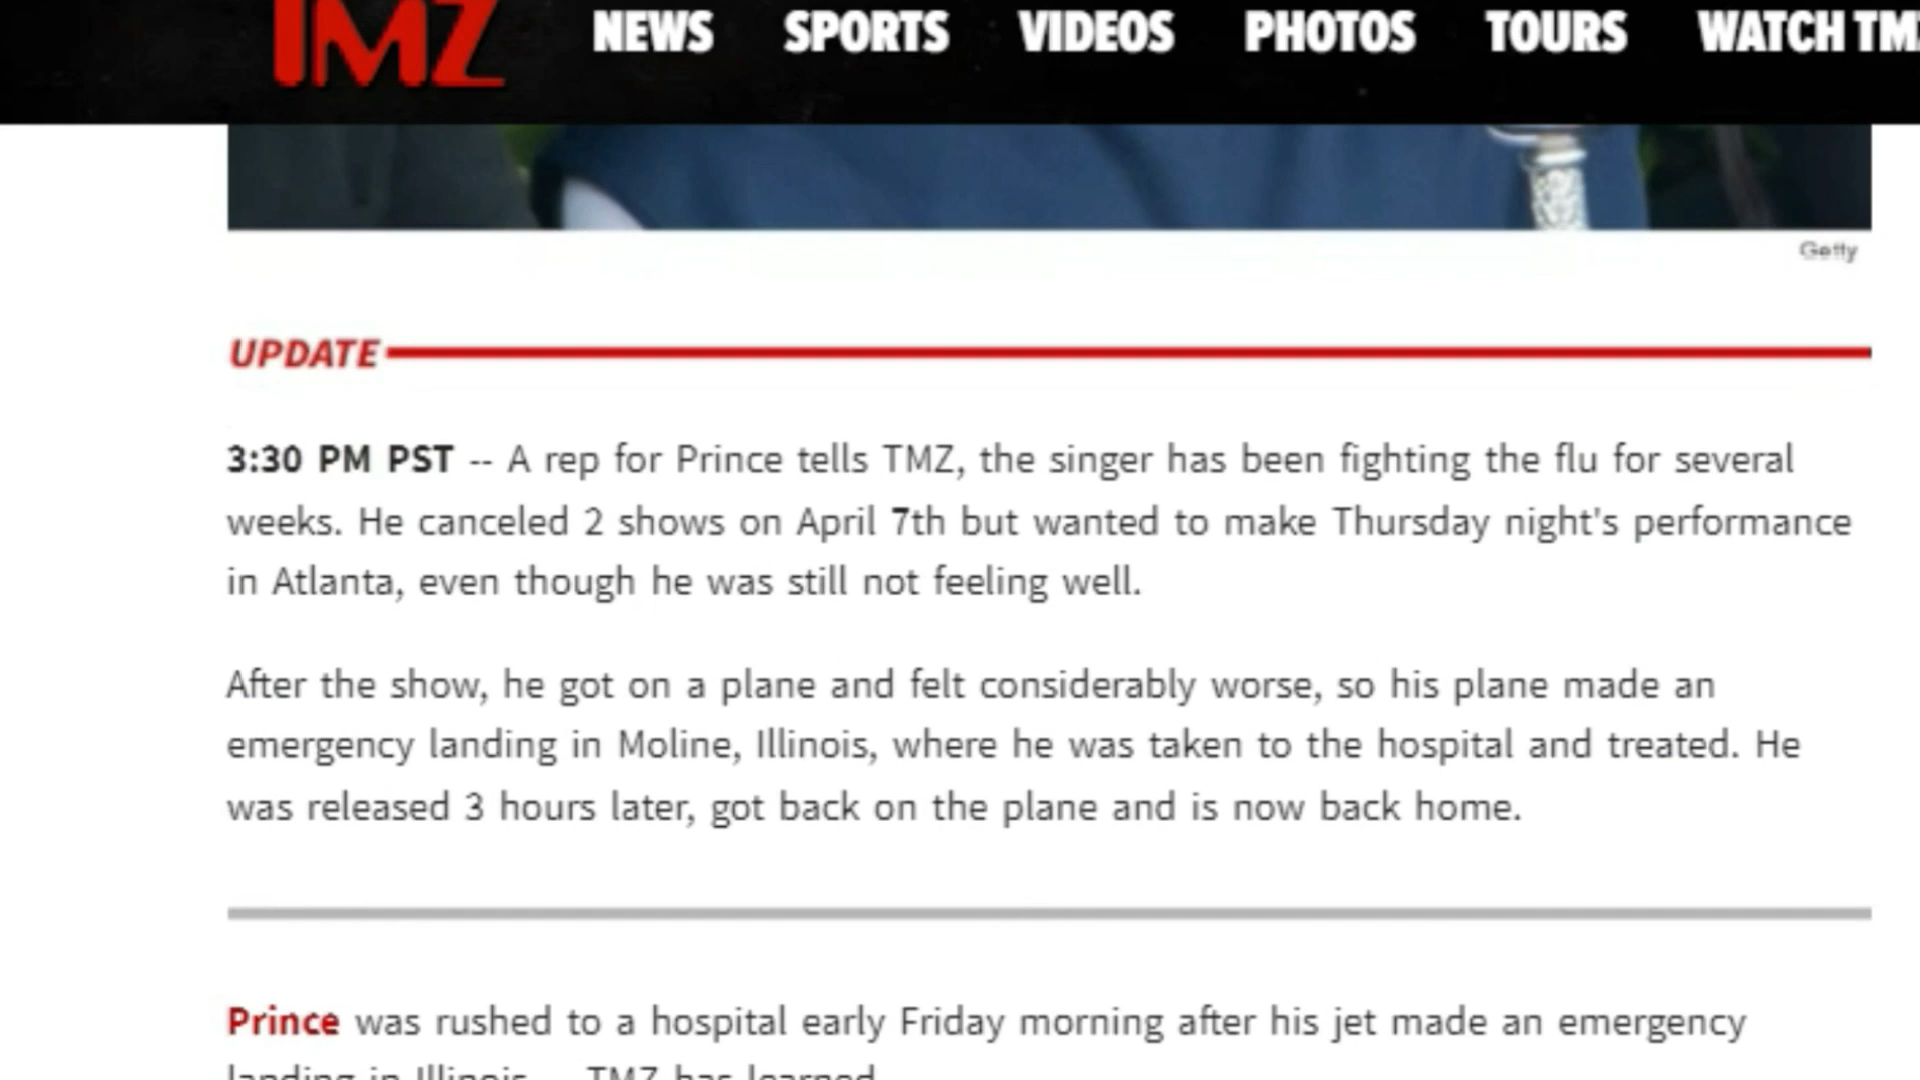 TMZ NEWS SPORTS VIDEOS PHOTOS TOURS WATCH TM
Getty
UPDATE
3:30 PM PST -- A rep for Prince tells TMZ, the singer has been fighting the flu for several
weeks. He canceled 2 shows on April 7th but wanted to make Thursday night's performance
in Atlanta, even though he was still not feeling well.
After the show, he got on a plane and felt considerably worse, so his plane made an
emergency landing in Moline, Illinois, where he was taken to the hospital and treated. He
was released 3 hours later, got back on the plane and is now back home.
Prince was rushed to a hospital early Friday morning after his jet made an emergency
landing in Illinois ... TMZ has learned